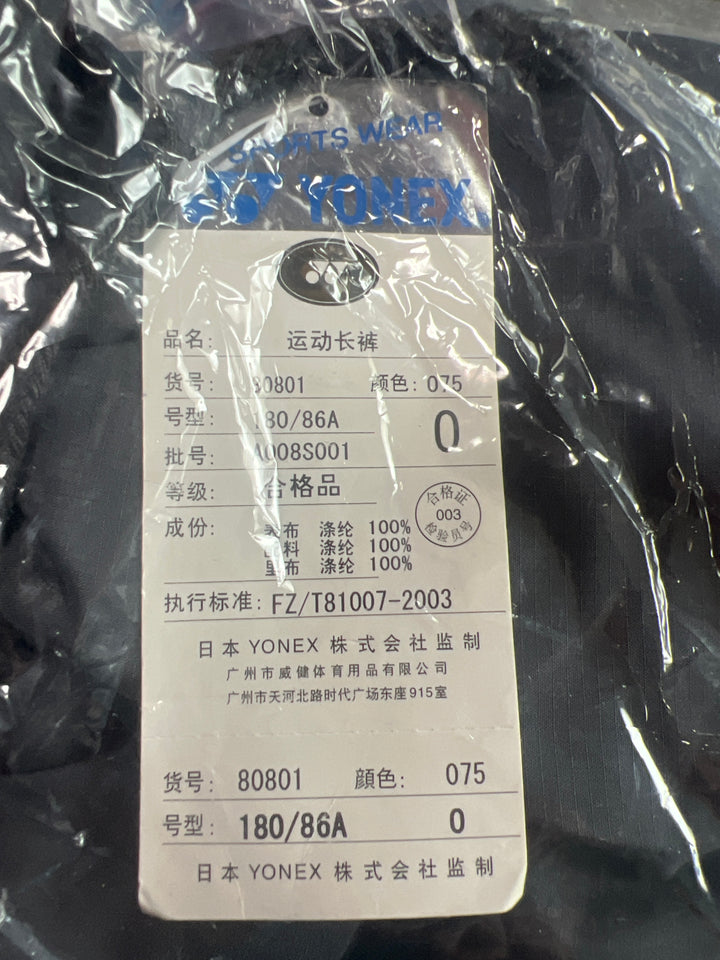 SPORTS WEAR
YONEX
品名: 运动长裤
货号: 80801 颜色: 075
号型: 180/86A 0
批号: A008S001
等级: 合格品
合格证
003
检验员号
成份: 表布 涤纶 100%
涤纶 100%
里布 涤纶 100%
执行标准: FZ/T81007-2003
日本 YONEX 株式会社监制
广州市威健体育用品有限公司
广州市天河北路时代广场东座915室
货号: 80801 顔色: 075
号型: 180/86A 0
日本 YONEX 株式会社监制